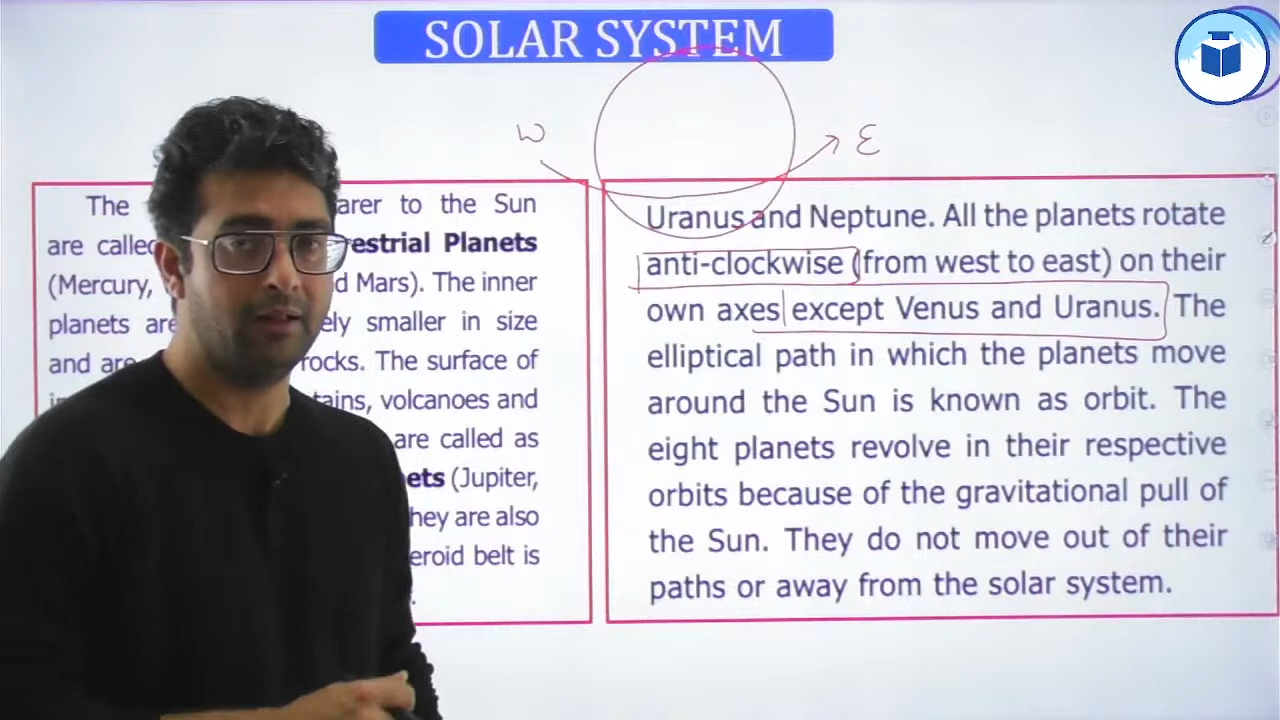 SOLAR SYSTEM
W
E
The
arer to the Sun
are called
restrial Planets
(Mercury,
d Mars). The inner
planets are
ely smaller in size
and are
rocks. The surface of
tains, volcanoes and
are called as
ets (Jupiter,
hey are also
eroid belt is
Uranus and Neptune. All the planets rotate
anti-clockwise (from west to east) on their
own axes except Venus and Uranus. The
elliptical path in which the planets move
around the Sun is known as orbit. The
eight planets revolve in their respective
orbits because of the gravitational pull of
the Sun. They do not move out of their
paths or away from the solar system.